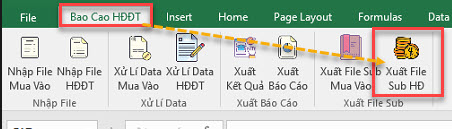 File Bao Cao HĐĐT Insert Home Page Layout Formulas Data
Nhập File Nhập File Xử Lí Data Xử Lí Data Xuất Xuất Xuất File Sub Xuất File
Mua Vào HĐĐT Mua Vào HĐĐT Kết Quả Báo Cáo Mua Vào Sub HĐ
Nhập File Xử Lí Data Xuất Báo Cáo Xuất File Sub